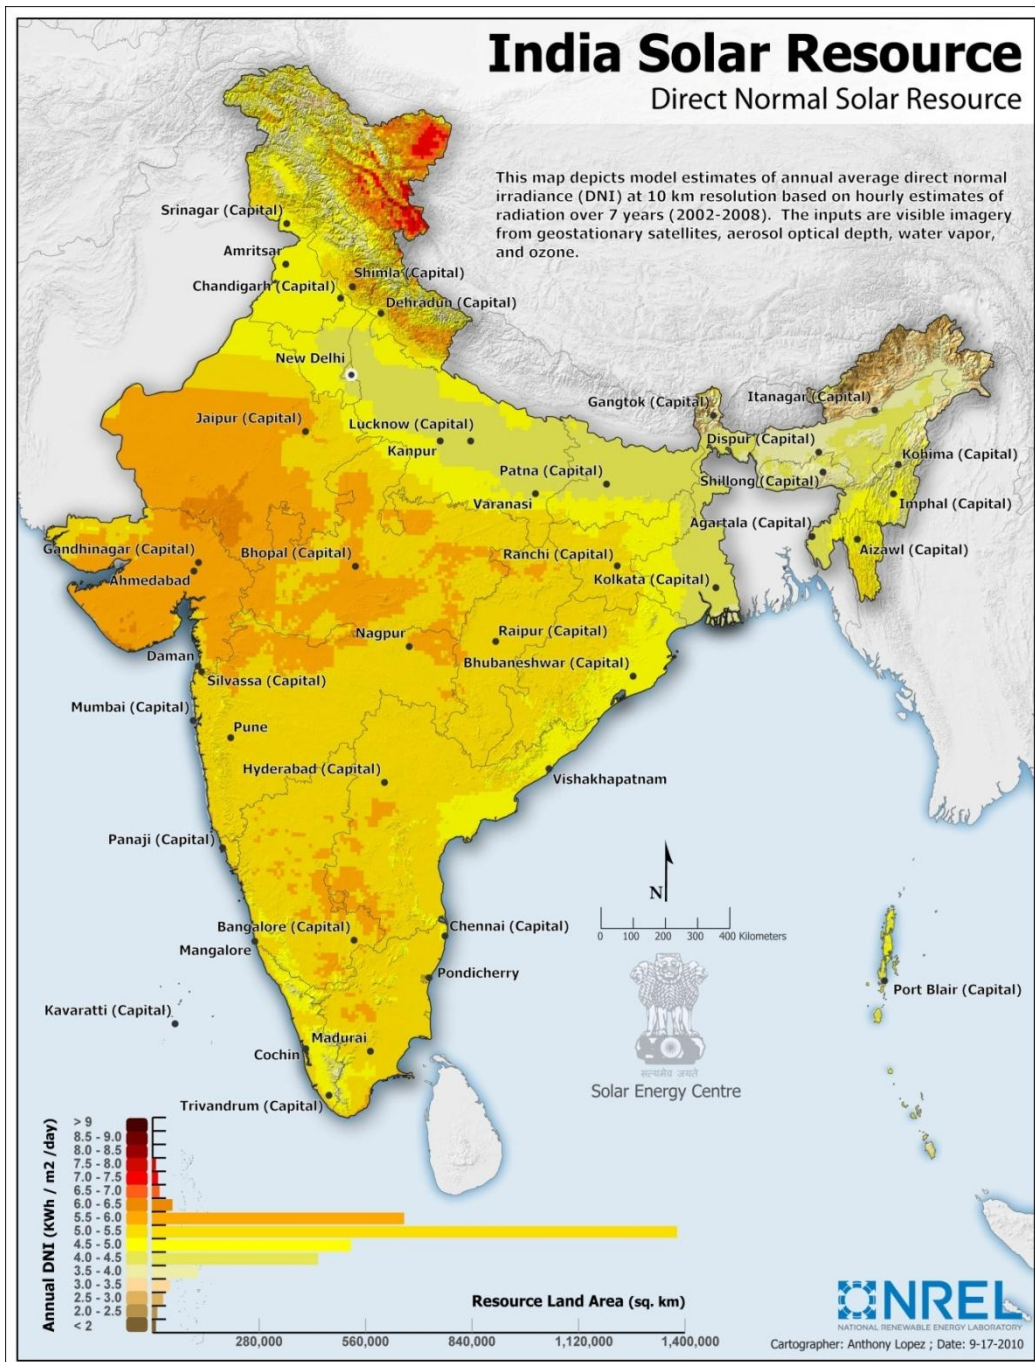 India Solar Resource
Direct Normal Solar Resource
This map depicts model estimates of annual average direct normal
irradiance (DNI) at 10 km resolution based on hourly estimates of
radiation over 7 years (2002-2008). The inputs are visible imagery
from geostationary satellites, aerosol optical depth, water vapor,
and ozone.
Srinagar (Capital)
Amritsar
Shimla (Capital)
Chandigarh (Capital)
Dehradun (Capital)
New Delhi
Gangtok (Capital)
Itanagar (Capital)
Jaipur (Capital)
Lucknow (Capital)
Kanpur
Dispur (Capital)
Kohima (Capital)
Patna (Capital)
Shillong (Capital)
Varanasi
Imphal (Capital)
Agartala (Capital)
Gandhinagar (Capital)
Bhopal (Capital)
Ranchi (Capital)
Aizawl (Capital)
Ahmedabad
Kolkata (Capital)
Nagpur
Raipur (Capital)
Daman
Bhubaneshwar (Capital)
Silvassa (Capital)
Mumbai (Capital)
Pune
Hyderabad (Capital)
Vishakhapatnam
Panaji (Capital)
N
Bangalore (Capital)
Chennai (Capital)
0 100 200 300 400 Kilometers
Mangalore
Pondicherry
Port Blair (Capital)
Kavaratti (Capital)
Madurai
Cochin
सत्यमेव जयते
Solar Energy Centre
Trivandrum (Capital)
Annual DNI (KWh / m2 /day)
> 9
8.5 - 9.0
8.0 - 8.5
7.5 - 8.0
7.0 - 7.5
6.5 - 7.0
6.0 - 6.5
5.5 - 6.0
5.0 - 5.5
4.5 - 5.0
4.0 - 4.5
3.5 - 4.0
3.0 - 3.5
2.5 - 3.0
2.0 - 2.5
< 2
Resource Land Area (sq. km)
280,000 560,000 840,000 1,120,000 1,400,000
NREL
NATIONAL RENEWABLE ENERGY LABORATORY
Cartographer: Anthony Lopez ; Date: 9-17-2010